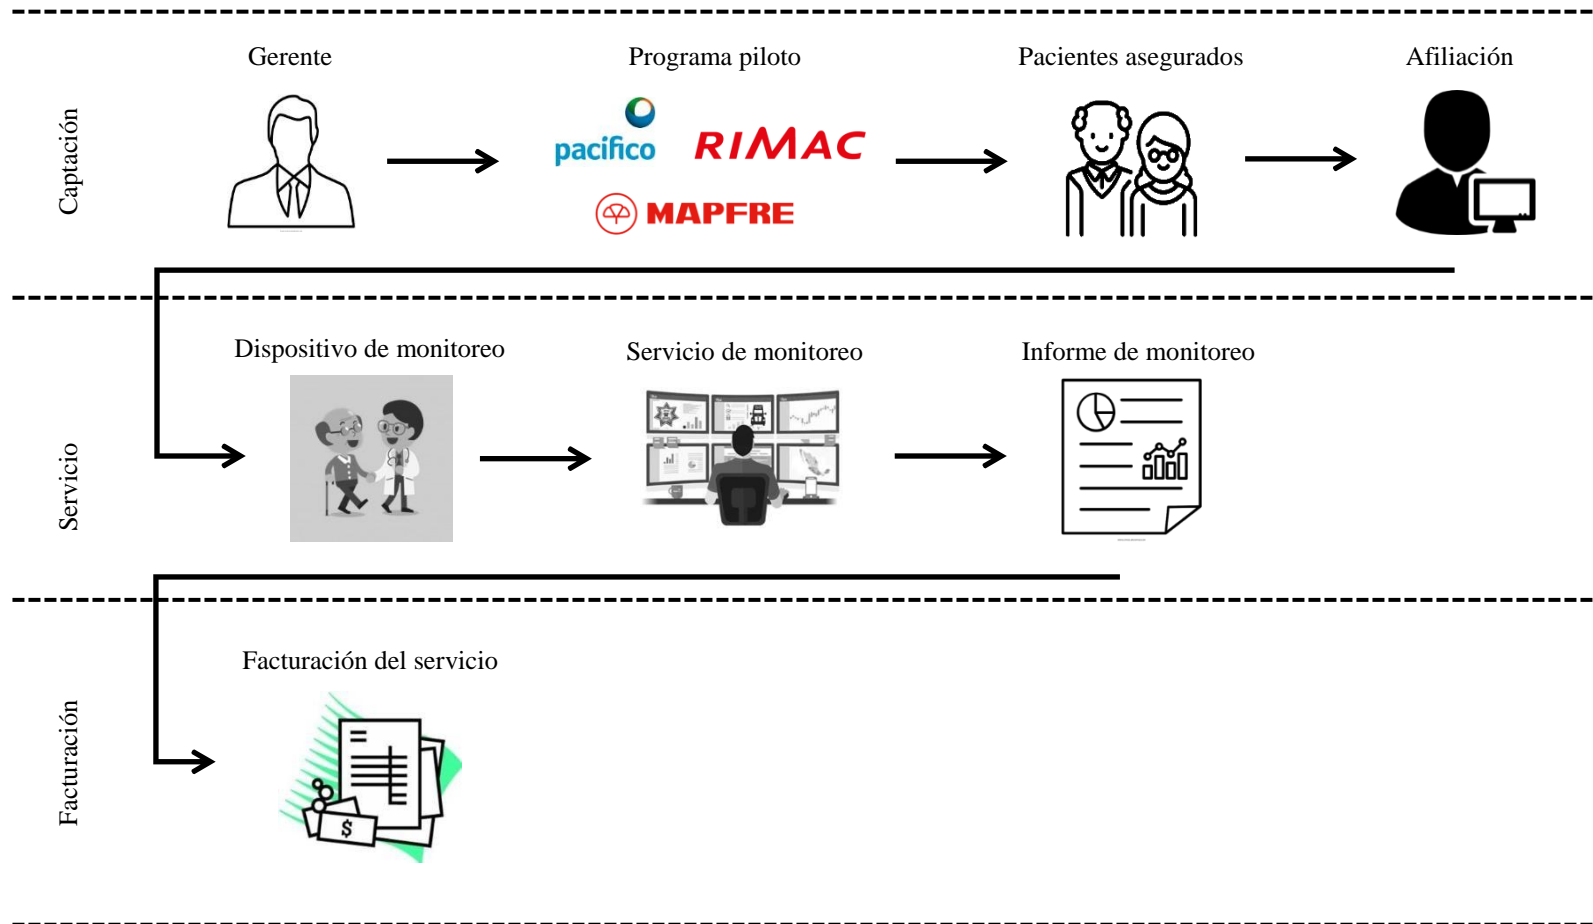 Captación
Gerente
Programa piloto
Pacientes asegurados
Afiliación
pacifico
RIMAC
MAPFRE
Servicio
Dispositivo de monitoreo
Servicio de monitoreo
Informe de monitoreo
Facturación
Facturación del servicio
$